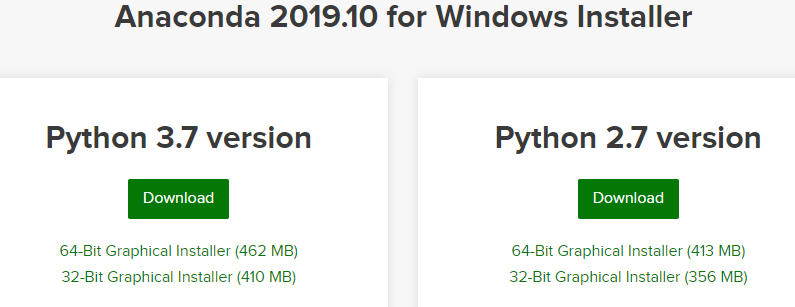 Anaconda 2019.10 for Windows Installer
Python 3.7 version
Download
64-Bit Graphical Installer (462 MB)
32-Bit Graphical Installer (410 MB)
Python 2.7 version
Download
64-Bit Graphical Installer (413 MB)
32-Bit Graphical Installer (356 MB)